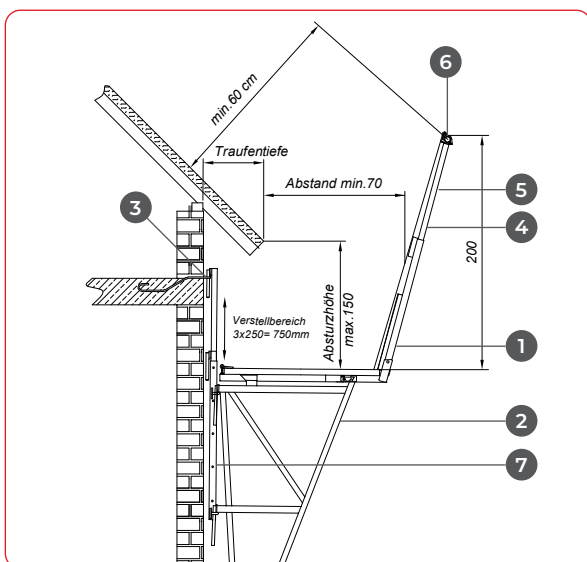 6
min.60 cm
Traufentiefe
5
Abstand min.70
3
4
200
Absturzhöhe
max.150
Verstellbereich
3x250= 750mm
1
2
7